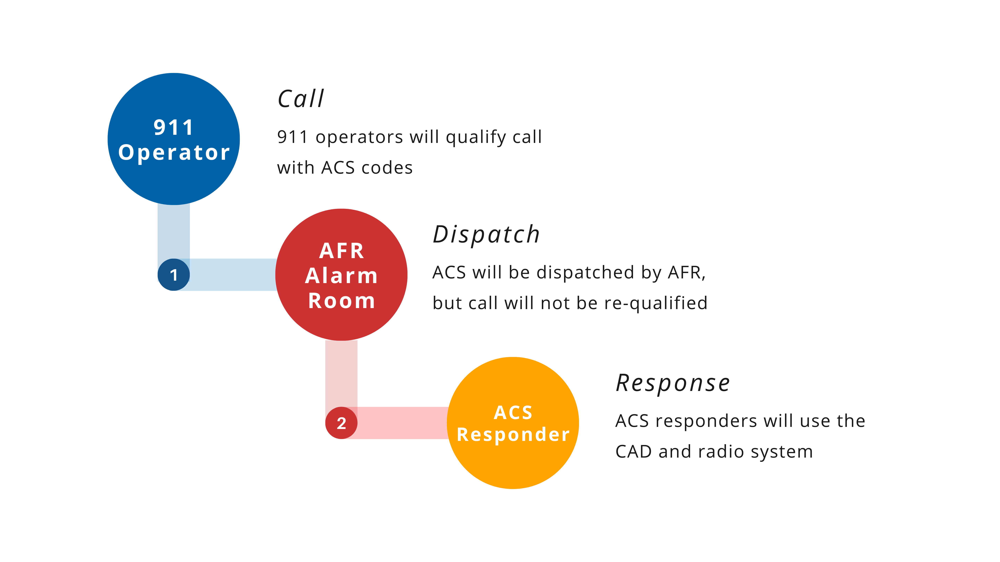 911
Operator
Call
911 operators will qualify call
with ACS codes
1
AFR
Alarm
Room
Dispatch
ACS will be dispatched by AFR,
but call will not be re-qualified
2
ACS
Responder
Response
ACS responders will use the
CAD and radio system